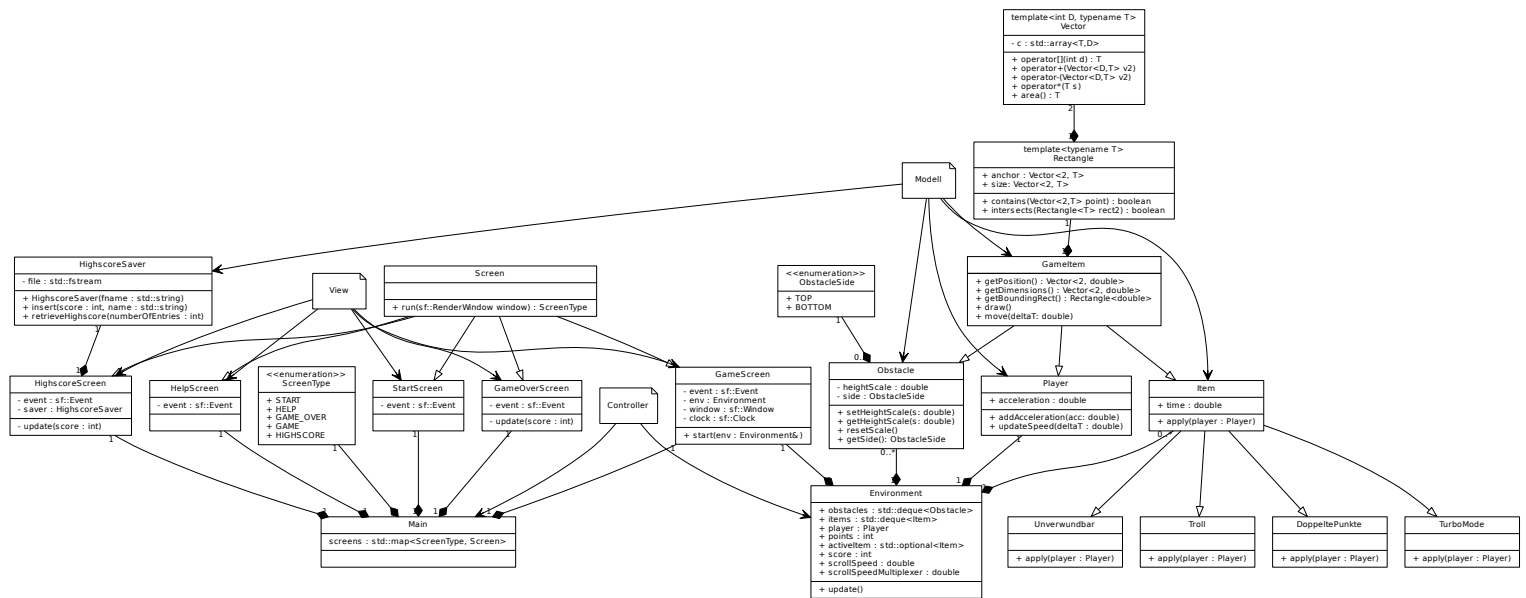 template<int D, typename T>
Vector
- c : std::array<T,D>
+ operator[](int d) : T
+ operator+(Vector<D,T> v2)
+ operator-(Vector<D,T> v2)
+ operator*(T s)
+ area() : T
2
template<typename T>
Rectangle
+ anchor : Vector<2, T>
+ size: Vector<2, T>
+ contains(Vector<2,T> point) : boolean
+ intersects(Rectangle<T> rect2) : boolean
1
Modell
HighscoreSaver
- file : std::fstream
+ HighscoreSaver(fname : std::string)
+ insert(score : int, name : std::string)
+ retrieveHighscore(numberOfEntries : int)
1
View
Screen
+ run(sf::RenderWindow window) : ScreenType
<<enumeration>>
ObstacleSide
+ TOP
+ BOTTOM
1
GameItem
+ getPosition() : Vector<2, double>
+ getDimensions() : Vector<2, double>
+ getBoundingRect() : Rectangle<double>
+ draw()
+ move(deltaT: double)
HighscoreScreen
- event : sf::Event
- saver : HighscoreSaver
- update(score : int)
1
HelpScreen
- event : sf::Event
1
<<enumeration>>
ScreenType
+ START
+ HELP
+ GAME_OVER
+ GAME
+ HIGHSCORE
1
StartScreen
- event : sf::Event
1
GameOverScreen
- event : sf::Event
- update(score : int)
1
Controller
GameScreen
- event : sf::Event
- env : Environment
- window : sf::Window
- clock : sf::Clock
+ start(env : Environment&)
1
1
Obstacle
- heightScale : double
- side : ObstacleSide
+ setHeightScale(s: double)
+ getHeightScale(s: double)
+ resetScale()
+ getSide(): ObstacleSide
0..*
Player
+ acceleration : double
+ addAcceleration(acc: double)
+ updateSpeed(deltaT : double)
1
Item
+ time : double
+ apply(player : Player)
1
1
1
1
1
1
Main
screens : std::map<ScreenType, Screen>
Environment
+ obstacles : std::deque<Obstacle>
+ items : std::deque<Item>
+ player : Player
+ points : int
+ activeItem : std::optional<Item>
+ score : int
+ scrollSpeed : double
+ scrollSpeedMultiplexer : double
+ update()
Unverwundbar
+ apply(player : Player)
Troll
+ apply(player : Player)
DoppeltePunkte
+ apply(player : Player)
TurboMode
+ apply(player : Player)